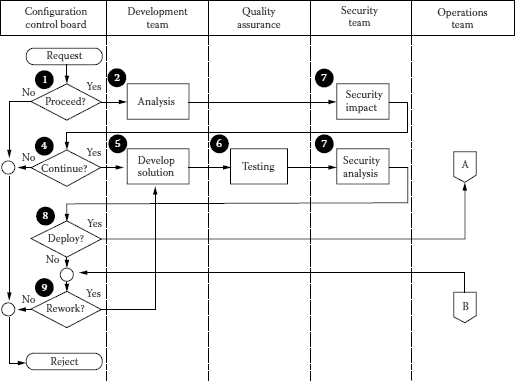 Configuration
control board
Development
team
Quality
assurance
Security
team
Operations
team
Request
1
Yes
2
7
No
Proceed?
Analysis
Security
impact
4
Yes
5
6
7
No
Continue?
Develop
solution
Testing
Security
analysis
A
8
Yes
Deploy?
No
9
Yes
No
Rework?
B
Reject